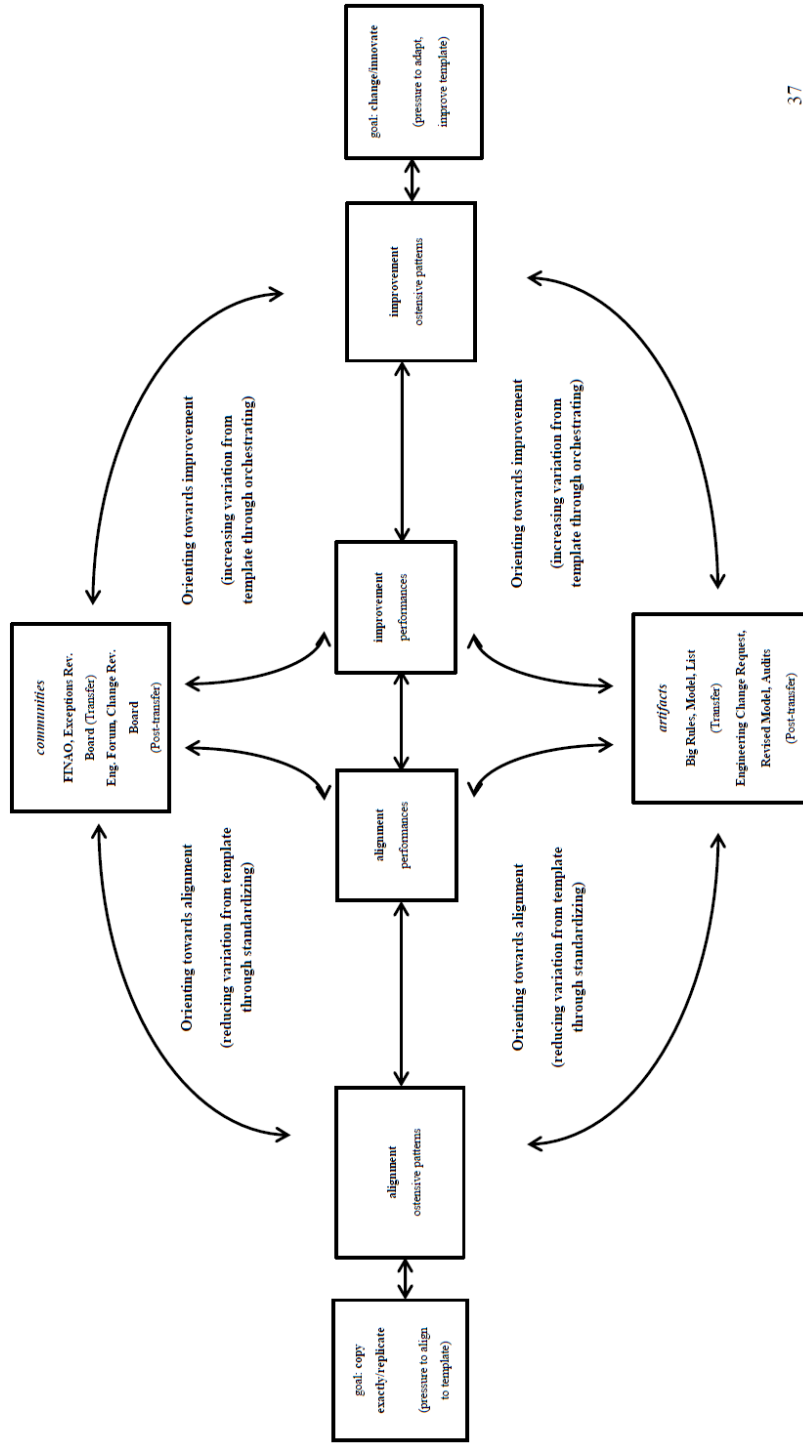 communities
FINAO, Exceptions Rev.
Board (Transfer)
Eng. Forum, Change Rev.
Board
(Post-transfer)
Orienting towards alignment
(reducing variation from template
through standardizing)
Orienting towards improvement
(increasing variation from
template through orchestrating)
goal: copy
exactly/replicate
(pressure to align
to template)
alignment
ostensive patterns
alignment
performances
improvement
performances
improvement
ostensive patterns
goal: change/innovate
(pressure to adapt,
improve template)
Orienting towards alignment
(reducing variation from template
through standardizing)
Orienting towards improvement
(increasing variation from
template through orchestrating)
artifacts
Big Rules, Model, List
(Transfer)
Engineering Change Request,
Revised Model, Audits
(Post-transfer)
37